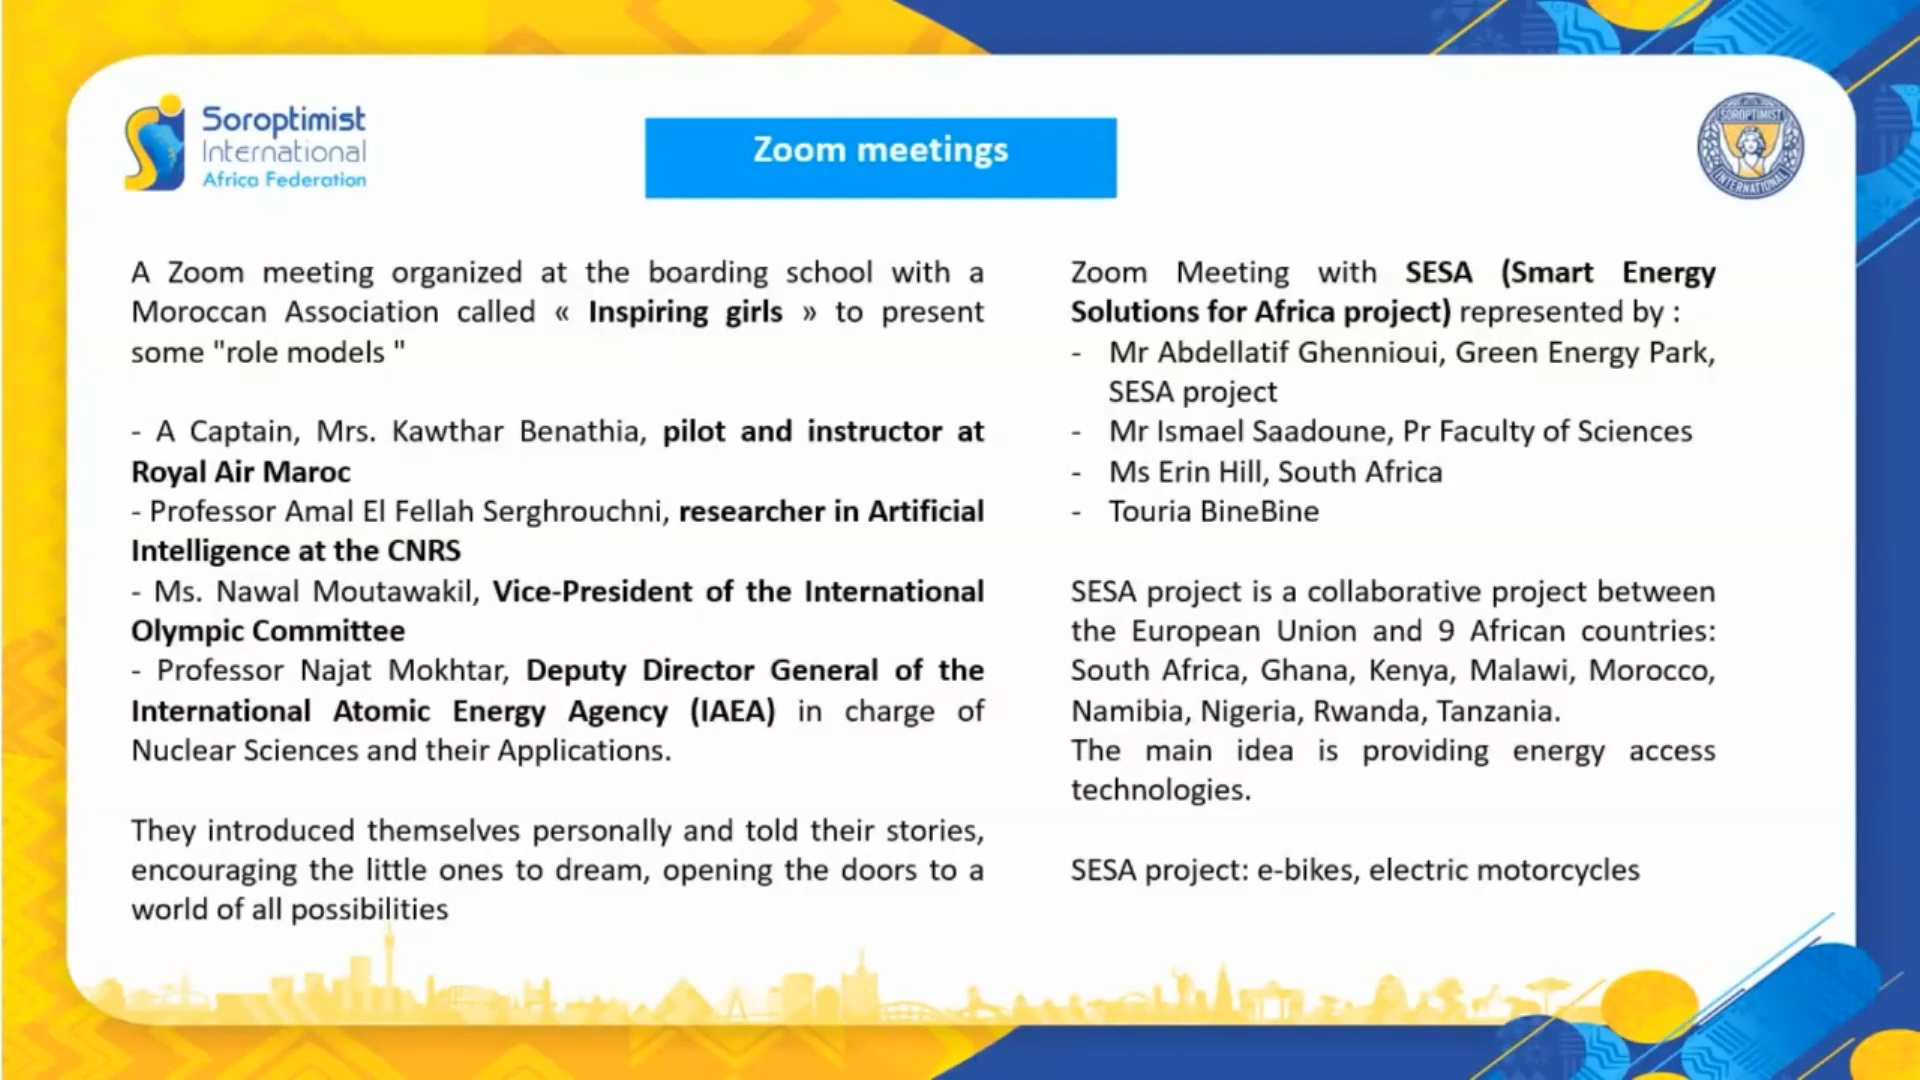 Soroptimist
International
Africa Federation
Zoom meetings
SOROPTIMIST
INTERNATIONAL
A Zoom meeting organized at the boarding school with a
Moroccan Association called « Inspiring girls » to present
some "role models "
- A Captain, Mrs. Kawthar Benathia, pilot and instructor at
Royal Air Maroc
- Professor Amal El Fellah Serghrouchni, researcher in Artificial
Intelligence at the CNRS
- Ms. Nawal Moutawakil, Vice-President of the International
Olympic Committee
- Professor Najat Mokhtar, Deputy Director General of the
International Atomic Energy Agency (IAEA) in charge of
Nuclear Sciences and their Applications.
They introduced themselves personally and told their stories,
encouraging the little ones to dream, opening the doors to a
world of all possibilities
Zoom Meeting with SESA (Smart Energy
Solutions for Africa project) represented by :
- Mr Abdellatif Ghennioui, Green Energy Park,
SESA project
- Mr Ismael Saadoune, Pr Faculty of Sciences
- Ms Erin Hill, South Africa
- Touria BineBine
SESA project is a collaborative project between
the European Union and 9 African countries:
South Africa, Ghana, Kenya, Malawi, Morocco,
Namibia, Nigeria, Rwanda, Tanzania.
The main idea is providing energy access
technologies.
SESA project: e-bikes, electric motorcycles